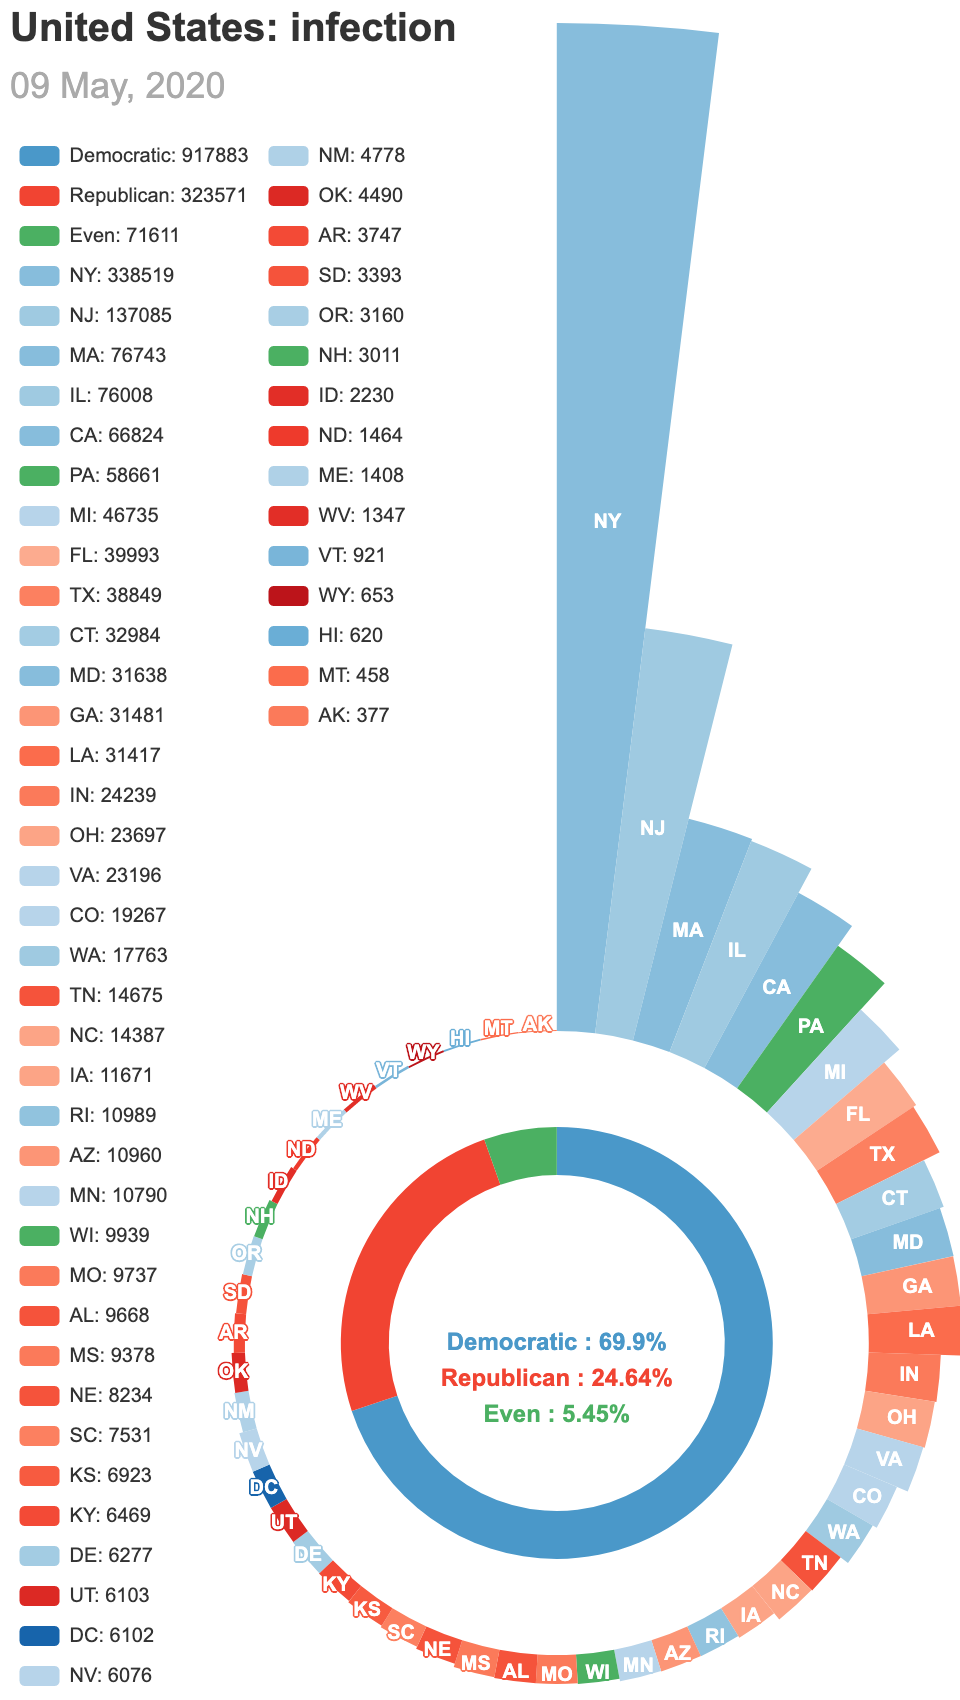 United States: infection
09 May, 2020
Democratic: 917883
Republican: 323571
Even: 71611
NY: 338519
NJ: 137085
MA: 76743
IL: 76008
CA: 66824
PA: 58661
MI: 46735
FL: 39993
TX: 38849
CT: 32984
MD: 31638
GA: 31481
LA: 31417
IN: 24239
OH: 23697
VA: 23196
CO: 19267
WA: 17763
TN: 14675
NC: 14387
IA: 11671
RI: 10989
AZ: 10960
MN: 10790
WI: 9939
MO: 9737
AL: 9668
MS: 9378
NE: 8234
SC: 7531
KS: 6923
KY: 6469
DE: 6277
UT: 6103
DC: 6102
NV: 6076
NM: 4778
OK: 4490
AR: 3747
SD: 3393
OR: 3160
NH: 3011
ID: 2230
ND: 1464
ME: 1408
WV: 1347
VT: 921
WY: 653
HI: 620
MT: 458
AK: 377
NY
NJ
MA
IL
CA
PA
MI
FL
TX
CT
MD
GA
LA
IN
OH
VA
CO
WA
TN
NC
IA
RI
AZ
MN
WI
MO
AL
MS
NE
SC
KS
KY
DE
UT
DC
NV
NM
OK
AR
SD
OR
NH
ID
ND
ME
WV
VT
WY
HI
MT
AK
Democratic : 69.9%
Republican : 24.64%
Even : 5.45%